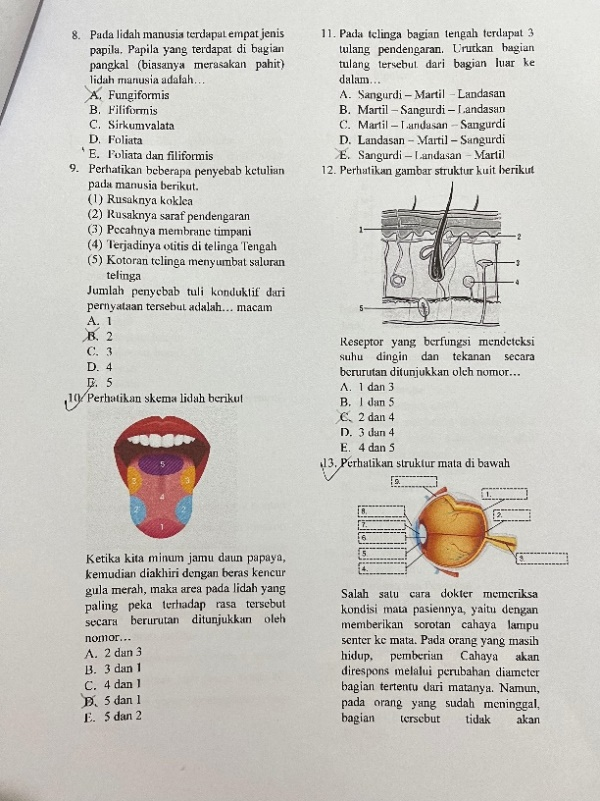 8. Pada lidah manusia terdapat empat jenis
papila. Papila yang terdapat di bagian
pangkal (biasanya merasakan pahit)
lidah manusia adalah...
A. Fungiformis
B. Filiformis
C. Sirkumvalata
D. Foliata
E. Foliata dan filiformis
9. Perhatikan beberapa penyebab ketulian
pada manusia berikut.
(1) Rusaknya koklea
(2) Rusaknya saraf pendengaran
(3) Pecahnya membrane timpani
(4) Terjadinya otitis di telinga Tengah
(5) Kotoran telinga menyumbat saluran
telinga
Jumlah penyebab tuli konduktif dari
pernyataan tersebut adalah... macam
A. 1
B. 2
C. 3
D. 4
E. 5
10. Perhatikan skema lidah berikut
5
3 3
4
2 2
1
Ketika kita minum jamu daun papaya,
kemudian diakhiri dengan beras kencur
gula merah, maka area pada lidah yang
paling peka terhadap rasa tersebut
secara berurutan ditunjukkan oleh
nomor...
A. 2 dan 3
B. 3 dan 1
C. 4 dan 1
D. 5 dan 1
E. 5 dan 2
11. Pada telinga bagian tengah terdapat 3
tulang pendengaran. Urutkan bagian
tulang tersebut dari bagian luar ke
dalam...
A. Sangurdi – Martil – Landasan
B. Martil – Sangurdi – Landasan
C. Martil – Landasan – Sangurdi
D. Landasan – Martil – Sangurdi
E. Sangurdi – Landasan – Martil
12. Perhatikan gambar struktur kuit berikut
1
2
3
4
5
Reseptor yang berfungsi mendeteksi
suhu dingin dan tekanan secara
berurutan ditunjukkan oleh nomor...
A. 1 dan 3
B. 1 dan 5
C. 2 dan 4
D. 3 dan 4
E. 4 dan 5
13. Perhatikan struktur mata di bawah
9.
1.
8.
2.
7.
6.
5.
4.
Salah satu cara dokter memeriksa
kondisi mata pasiennya, yaitu dengan
memberikan sorotan cahaya lampu
senter ke mata. Pada orang yang masih
hidup, pemberian Cahaya akan
direspons melalui perubahan diameter
bagian tertentu dari matanya. Namun,
pada orang yang sudah meninggal,
bagian tersebut tidak akan